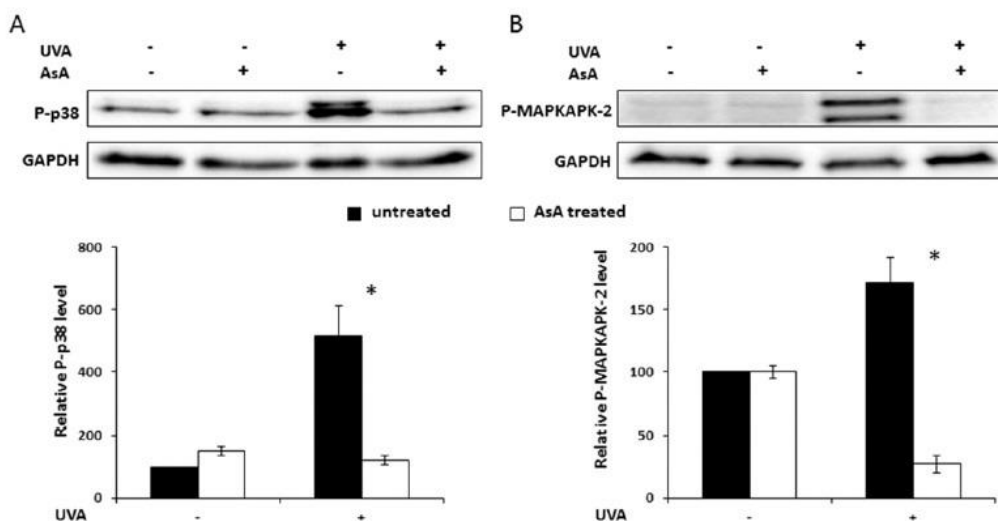 A
UVA - - + +
AsA - + - +
P-p38
GAPDH
B
UVA - - + +
AsA - + - +
P-MAPKAPK-2
GAPDH
untreated AsA treated
Relative P-p38 level
800
600
400
200
0
*
UVA - +
Relative P-MAPKAPK-2 level
200
150
100
50
0
*
UVA - +